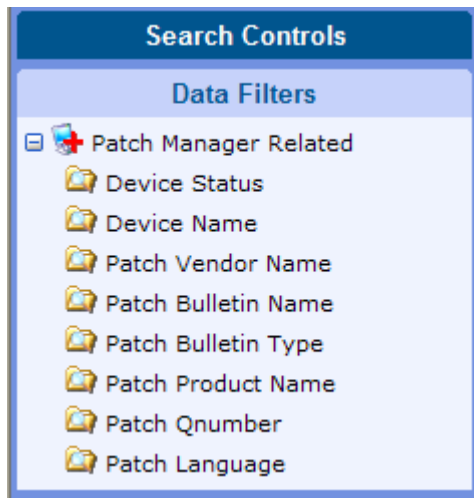 Search Controls
Data Filters
Patch Manager Related
Device Status
Device Name
Patch Vendor Name
Patch Bulletin Name
Patch Bulletin Type
Patch Product Name
Patch Qnumber
Patch Language